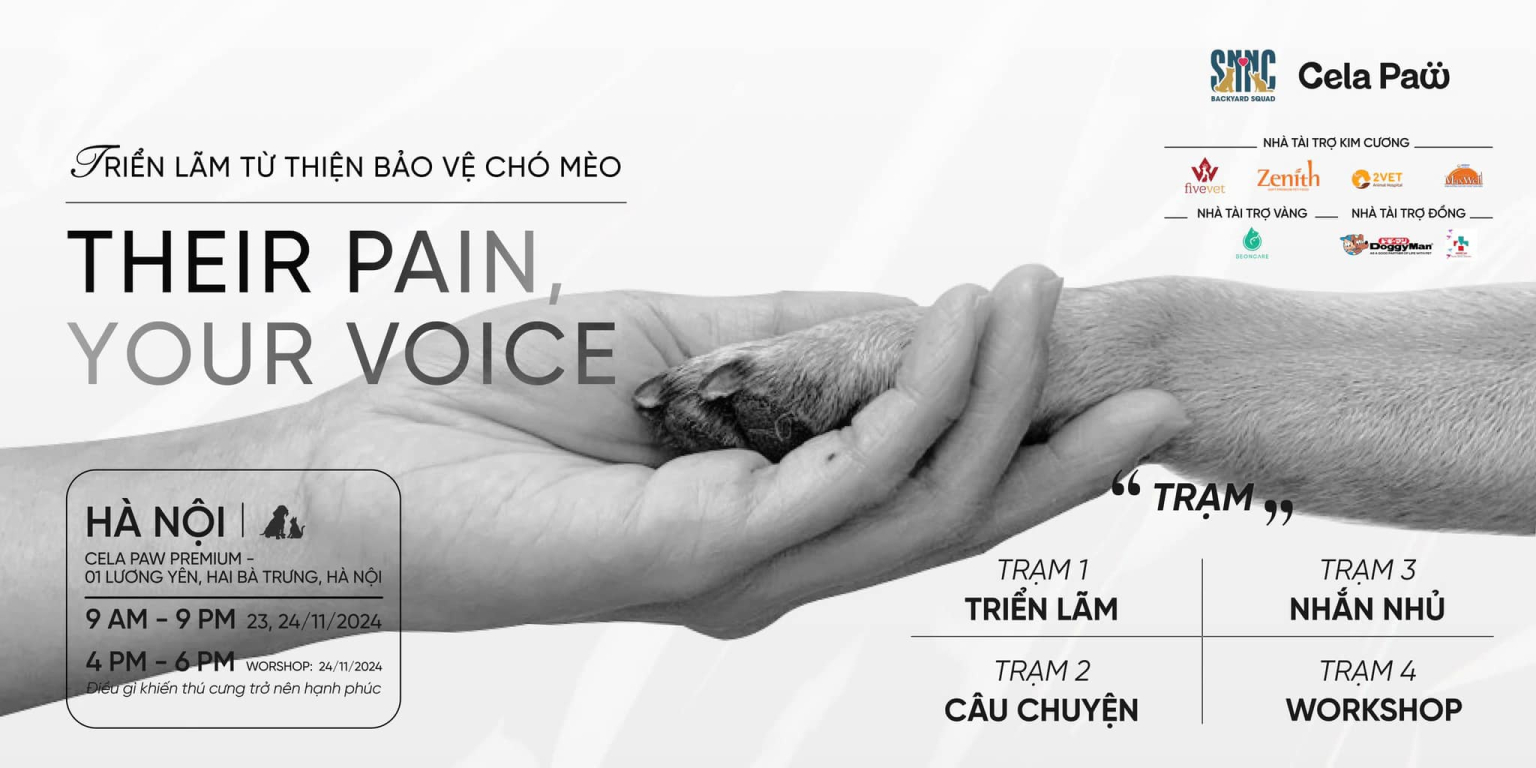 SNNC
BACKYARD SQUAD
Cela Paw
NHÀ TÀI TRỢ KIM CƯƠNG
fivevet
Zenith
2VET
Animal Hospital
NHÀ TÀI TRỢ VÀNG
NHÀ TÀI TRỢ ĐỒNG
DoggyMan
TRIỂN LÃM TỪ THIỆN BẢO VỆ CHÓ MÈO
THEIR PAIN,
YOUR VOICE
HÀ NỘI
CELA PAW PREMIUM -
01 LƯƠNG YÊN, HAI BÀ TRƯNG, HÀ NỘI
9 AM - 9 PM 23, 24/11/2024
4 PM - 6 PM WORSHOP: 24/11/2024
Điều gì khiến thú cưng trở nên hạnh phúc
“ TRẠM ”
TRẠM 1
TRIỂN LÃM
TRẠM 2
CÂU CHUYỆN
TRẠM 3
NHẮN NHỦ
TRẠM 4
WORKSHOP